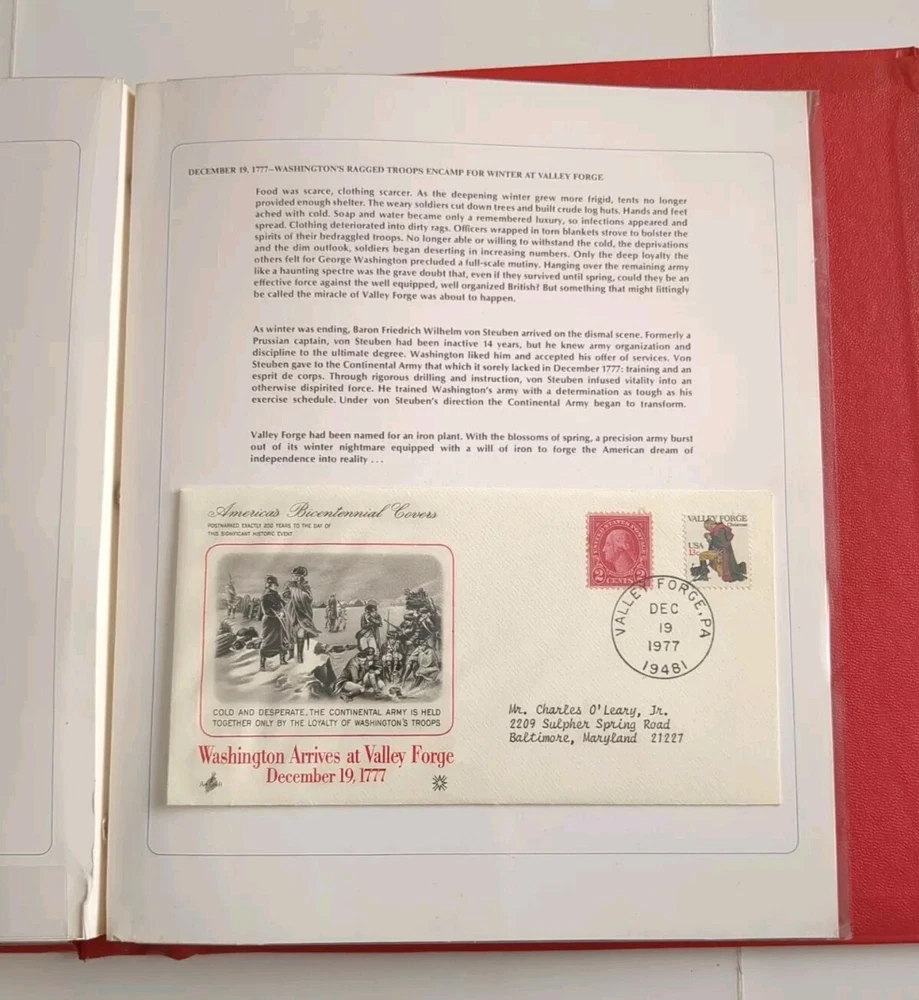 DECEMBER 19, 1777—WASHINGTON'S RAGGED TROOPS ENCAMP FOR WINTER AT VALLEY FORGE
Food was scarce, clothing scarcer. As the deepening winter grew more frigid, tents no longer
provided enough shelter. The weary soldiers cut down trees and built crude log huts. Hands and feet
ached with cold. Soap and water became only a remembered luxury, so infections appeared and
spread. Clothing deteriorated into dirty rags. Officers wrapped in torn blankets strove to bolster the
spirits of their bedraggled troops. No longer able or willing to withstand the cold, the deprivations
and the dim outlook, soldiers began deserting in increasing numbers. Only the deep loyalty the
others felt for George Washington precluded a full-scale mutiny. Hanging over the remaining army
like a haunting spectre was the grave doubt that, even if they survived until spring, could they be an
effective force against the well equipped, well organized British? But something that might fittingly
be called the miracle of Valley Forge was about to happen.
As winter was ending, Baron Friedrich Wilhelm von Steuben arrived on the dismal scene. Formerly a
Prussian captain, von Steuben had been inactive 14 years, but he knew army organization and
discipline to the ultimate degree. Washington liked him and accepted his offer of services. Von
Steuben gave to the Continental Army that which it sorely lacked in December 1777: training and an
esprit de corps. Through rigorous drilling and instruction, von Steuben infused vitality into an
otherwise dispirited force. He trained Washington's army with a determination as tough as his
exercise schedule. Under von Steuben's direction the Continental Army began to transform.
Valley Forge had been named for an iron plant. With the blossoms of spring, a precision army burst
out of its winter nightmare equipped with a will of iron to forge the American dream of
independence into reality . . .
America's Bicentennial Covers
POSTMARKED EXACTLY 200 YEARS TO THE DAY OF
THIS SIGNIFICANT HISTORIC EVENT
UNITED STATES POSTAGE
2 CENTS 2
VALLEY FORGE
Christmas
USA
13c
VALLEY FORGE, PA
DEC
19
1977
19481
COLD AND DESPERATE, THE CONTINENTAL ARMY IS HELD
TOGETHER ONLY BY THE LOYALTY OF WASHINGTON'S TROOPS
Washington Arrives at Valley Forge
December 19, 1777
Mr. Charles O'Leary, Jr.
2209 Sulpher Spring Road
Baltimore, Maryland 21227